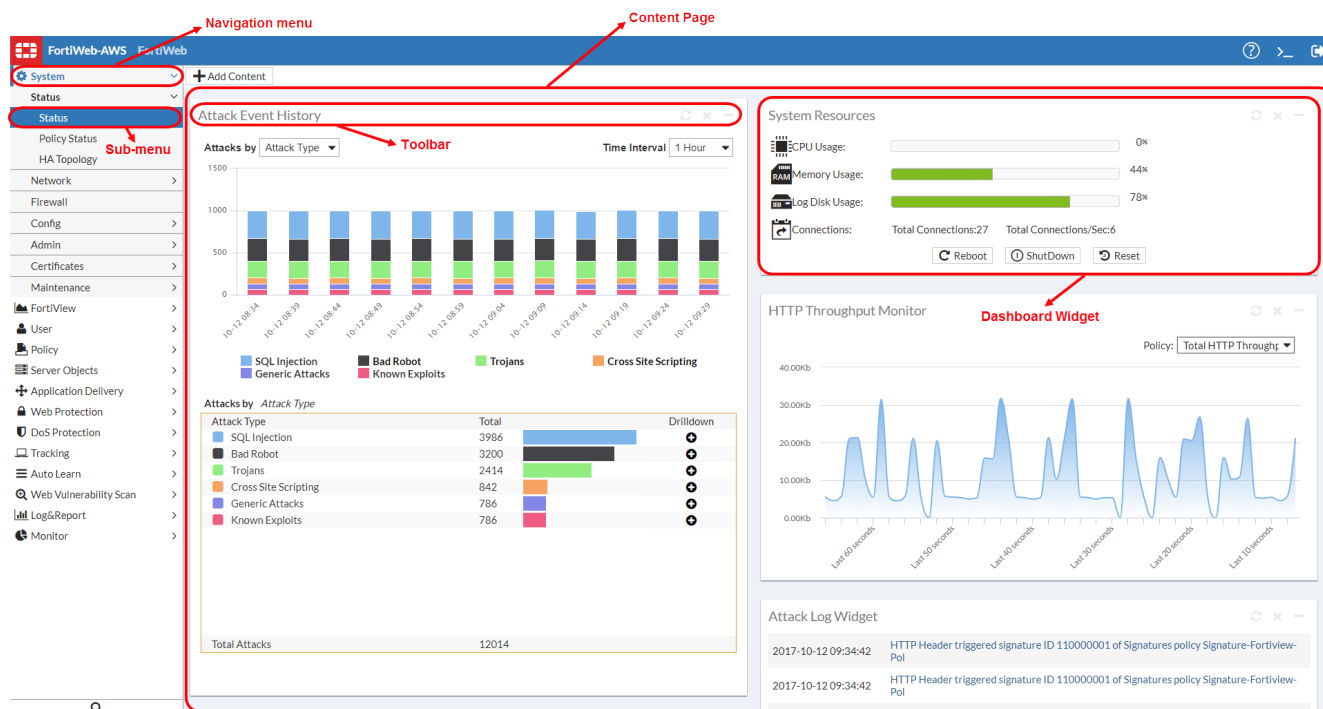 Navigation menu
Content Page
FortiWeb-AWS FortiWeb
System
Add Content
Status
Status
Policy Status
Sub-menu
HA Topology
Network
Firewall
Config
Admin
Certificates
Maintenance
FortiView
User
Policy
Server Objects
Application Delivery
Web Protection
DoS Protection
Tracking
Auto Learn
Web Vulnerability Scan
Log&Report
Monitor
Attack Event History
Toolbar
Attacks by Attack Type
Time Interval 1 Hour
1500
1000
500
0
10-12 08:34
10-12 08:39
10-12 08:44
10-12 08:49
10-12 08:54
10-12 08:59
10-12 09:04
10-12 09:09
10-12 09:14
10-12 09:19
10-12 09:24
10-12 09:29
SQL Injection Bad Robot Trojans Cross Site Scripting
Generic Attacks Known Exploits
Attacks by Attack Type
Attack Type Total Drilldown
SQL Injection 3986
Bad Robot 3200
Trojans 2414
Cross Site Scripting 842
Generic Attacks 786
Known Exploits 786
Total Attacks 12014
System Resources
CPU Usage: 0%
RAM Memory Usage: 44%
Log Disk Usage: 78%
Connections: Total Connections:27 Total Connections/Sec:6
Reboot ShutDown Reset
Dashboard Widget
HTTP Throughput Monitor
Policy: Total HTTP Throughp
40.00Kb
30.00Kb
20.00Kb
10.00Kb
0.00Kb
Last 60 seconds
Last 50 seconds
Last 40 seconds
Last 30 seconds
Last 20 seconds
Last 10 seconds
Attack Log Widget
2017-10-12 09:34:42 HTTP Header triggered signature ID 110000001 of Signatures policy Signature-Fortiview-
Pol
2017-10-12 09:34:42 HTTP Header triggered signature ID 110000001 of Signatures policy Signature-Fortiview-
Pol